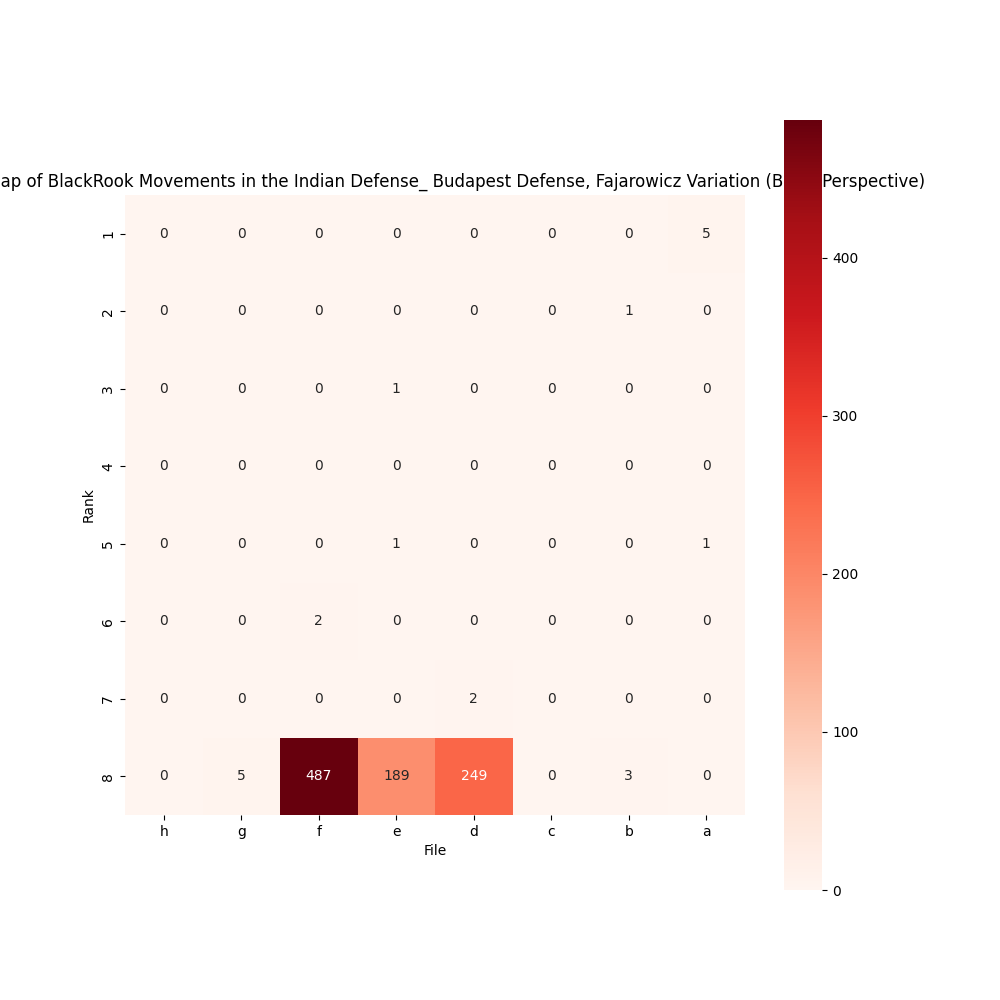 ap of BlackRook Movements in the Indian Defense_ Budapest Defense, Fajarowicz Variation (B Perspective)
1 0 0 0 0 0 0 0 5
2 0 0 0 0 0 0 1 0
3 0 0 0 1 0 0 0 0
4 0 0 0 0 0 0 0 0
5 0 0 0 1 0 0 0 1
6 0 0 2 0 0 0 0 0
7 0 0 0 0 2 0 0 0
8 0 5 487 189 249 0 3 0
h g f e d c b a
File
Rank
400
300
200
100
0